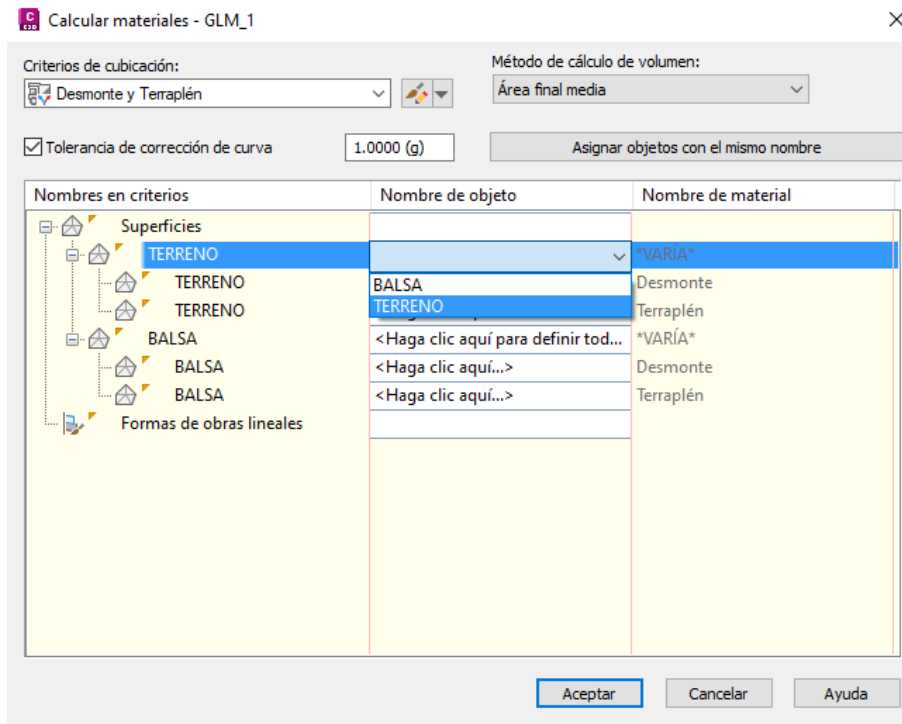 C
C3D
Calcular materiales - GLM_1
Criterios de cubicación:
Método de cálculo de volumen:
Desmonte y Terraplén
Área final media
Tolerancia de corrección de curva
1.0000 (g)
Asignar objetos con el mismo nombre
Nombres en criterios
Nombre de objeto
Nombre de material
Superficies
TERRENO
*VARÍA*
TERRENO
BALSA
Desmonte
TERRENO
TERRENO
Terraplén
BALSA
<Haga clic aquí para definir tod...
*VARÍA*
BALSA
<Haga clic aquí...>
Desmonte
BALSA
<Haga clic aquí...>
Terraplén
Formas de obras lineales
Aceptar
Cancelar
Ayuda